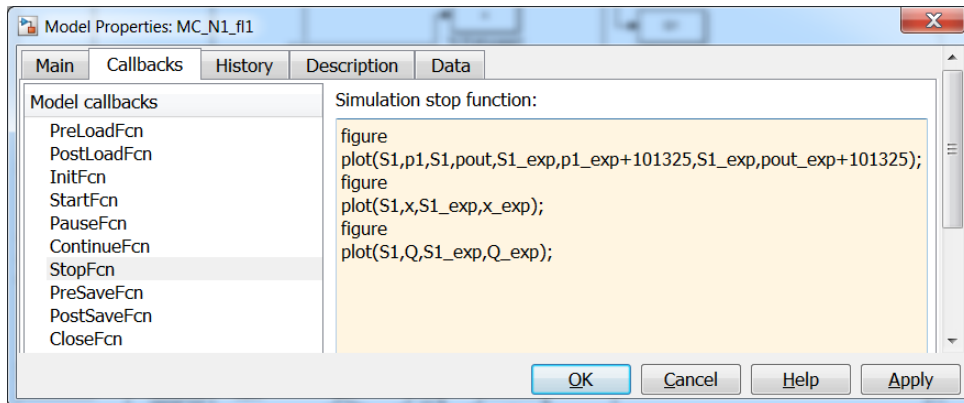 Model Properties: MC_N1_fl1
Main Callbacks History Description Data
Model callbacks
PreLoadFcn
PostLoadFcn
InitFcn
StartFcn
PauseFcn
ContinueFcn
StopFcn
PreSaveFcn
PostSaveFcn
CloseFcn
Simulation stop function:
figure
plot(S1,p1,S1,pout,S1_exp,p1_exp+101325,S1_exp,pout_exp+101325);
figure
plot(S1,x,S1_exp,x_exp);
figure
plot(S1,Q,S1_exp,Q_exp);
OK Cancel Help Apply